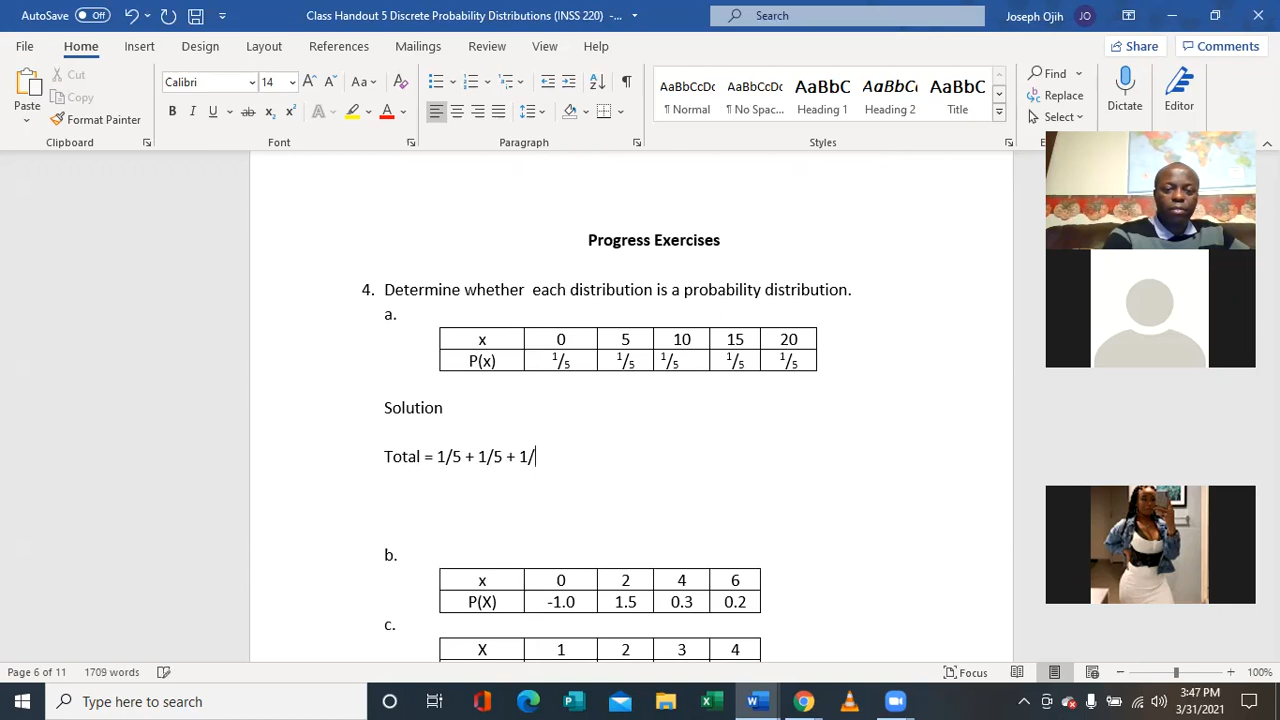 AutoSave Off Class Handout 5 Discrete Probability Distributions (INSS 220) -... Search Joseph Ojih JO
File Home Insert Design Layout References Mailings Review View Help Share Comments
Paste Cut Copy Format Painter
Calibri 14 A A Aa A
B I U ab x₂ x² A A
AaBbCcDc AaBbCcDc AaBbC AaBbCc AaBbC
¶ Normal ¶ No Spac... Heading 1 Heading 2 Title
Find Replace Select Dictate Editor
Clipboard Font Paragraph Styles
Progress Exercises
4. Determine whether each distribution is a probability distribution.
a.
x 0 5 10 15 20
P(x) ¹/₅ ¹/₅ ¹/₅ ¹/₅ ¹/₅
Solution
Total = 1/5 + 1/5 + 1/
b.
x 0 2 4 6
P(X) -1.0 1.5 0.3 0.2
c.
X 1 2 3 4
Page 6 of 11 1709 words Focus 100%
Type here to search 3:47 PM
3/31/2021